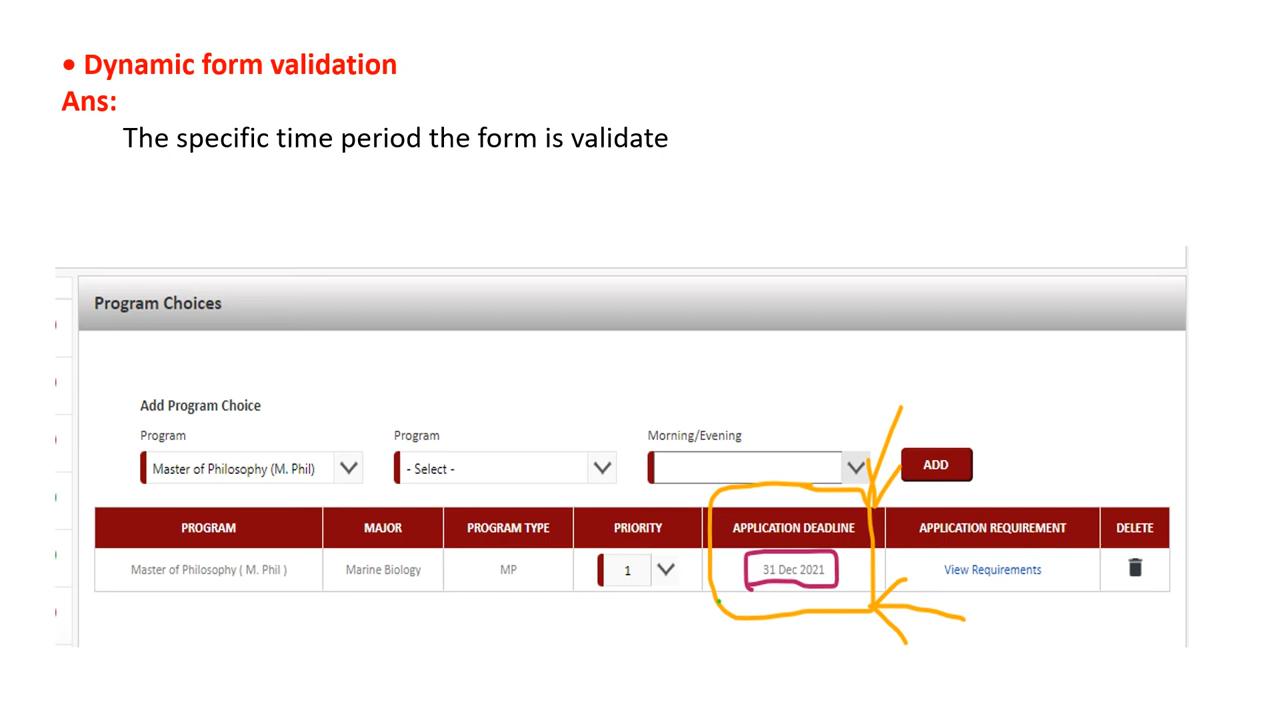 • Dynamic form validation
Ans:
The specific time period the form is validate
Program Choices
Add Program Choice
Program Program Morning/Evening
Master of Philosophy (M. Phil) - Select - ADD
PROGRAM MAJOR PROGRAM TYPE PRIORITY APPLICATION DEADLINE APPLICATION REQUIREMENT DELETE
Master of Philosophy ( M. Phil ) Marine Biology MP 1 31 Dec 2021 View Requirements